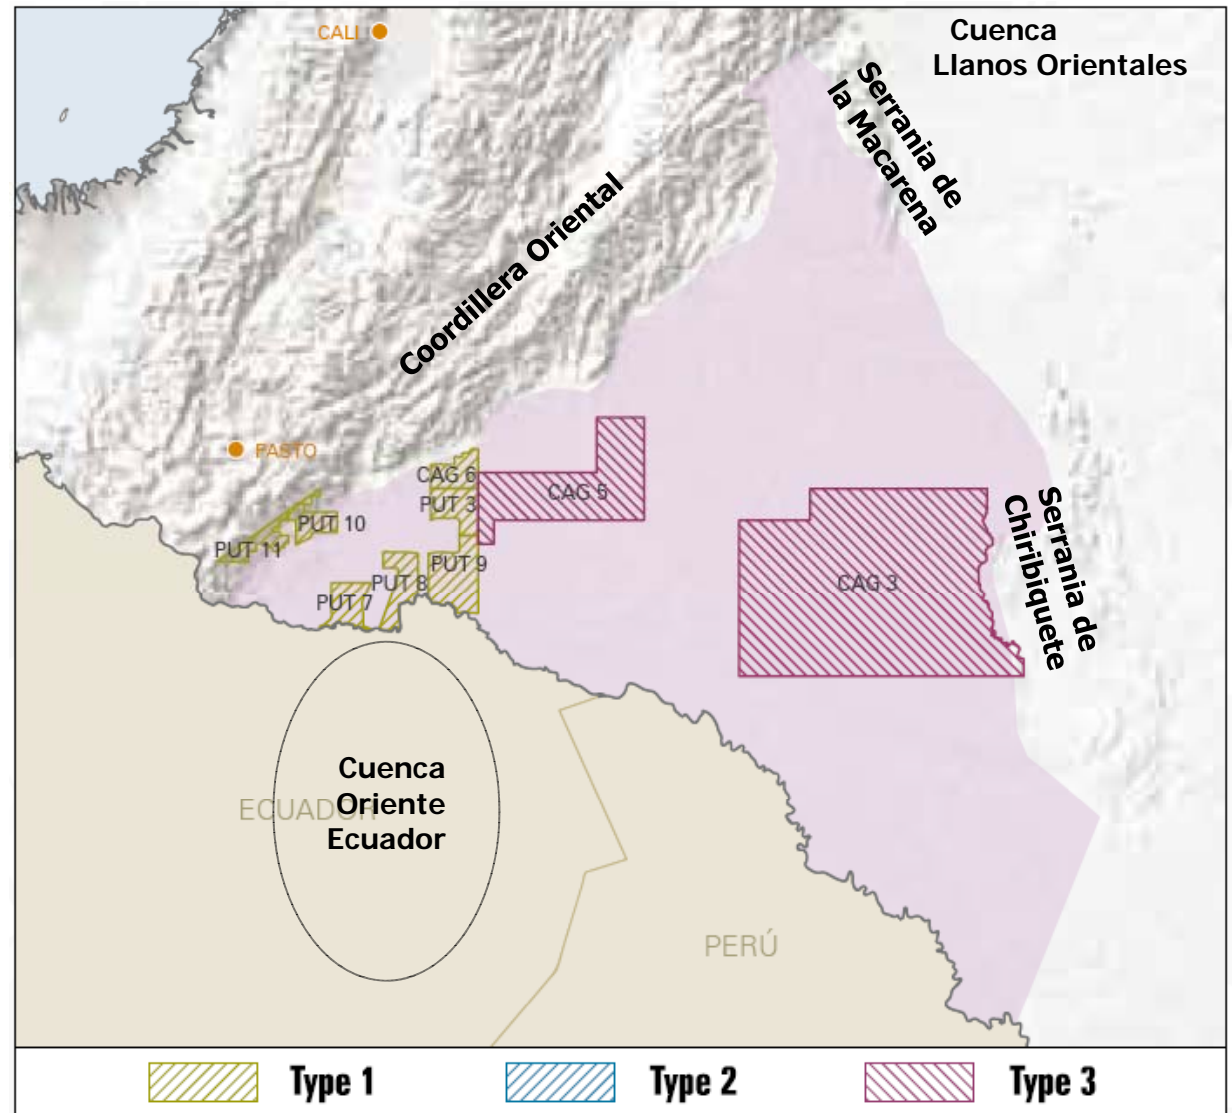 CALI
Cuenca
Llanos Orientales
Serrania de
la Macarena
Coordillera Oriental
PASTO
CAG 6
CAG 5
PUT 3
PUT 10
PUT 11
PUT 9
PUT 8
PUT 7
CAG 3
Serrania de
Chiribiquete
Cuenca
Oriente
Ecuador
ECUADOR
PERÚ
Type 1
Type 2
Type 3